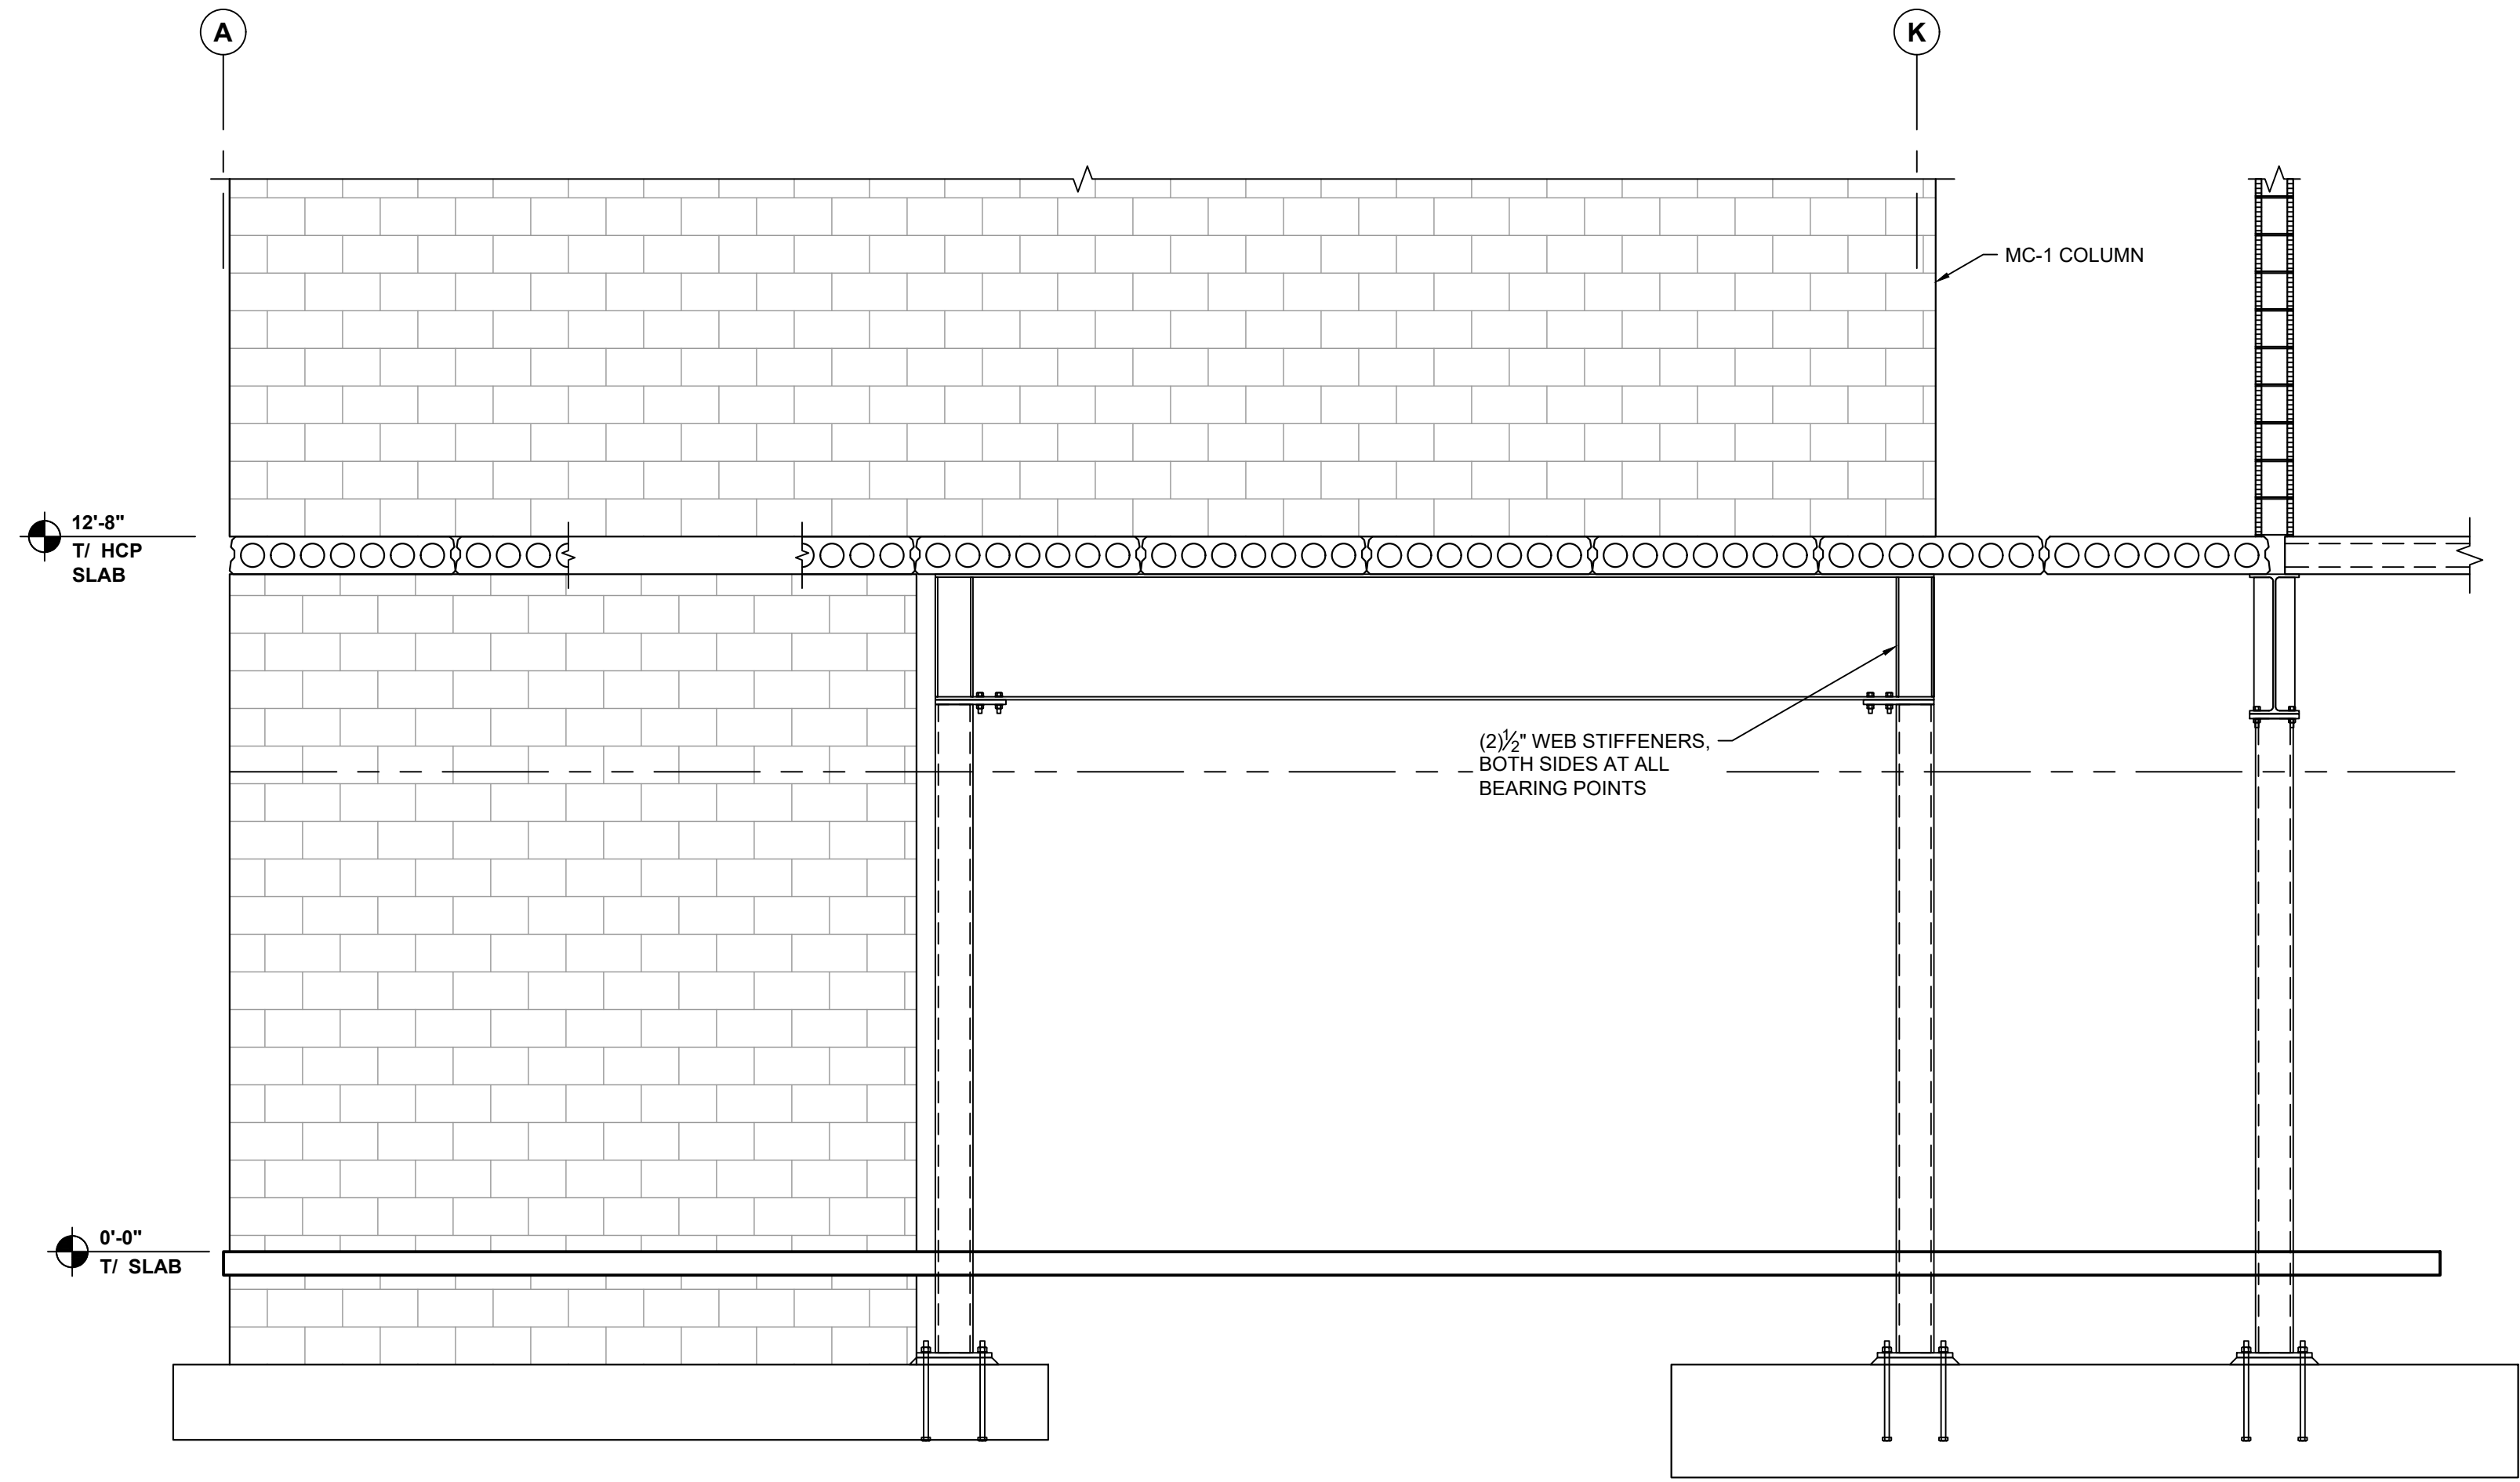 A
K
MC-1 COLUMN
12'-8"
T/ HCP
SLAB
(2)½" WEB STIFFENERS,
BOTH SIDES AT ALL
BEARING POINTS
0'-0"
T/ SLAB